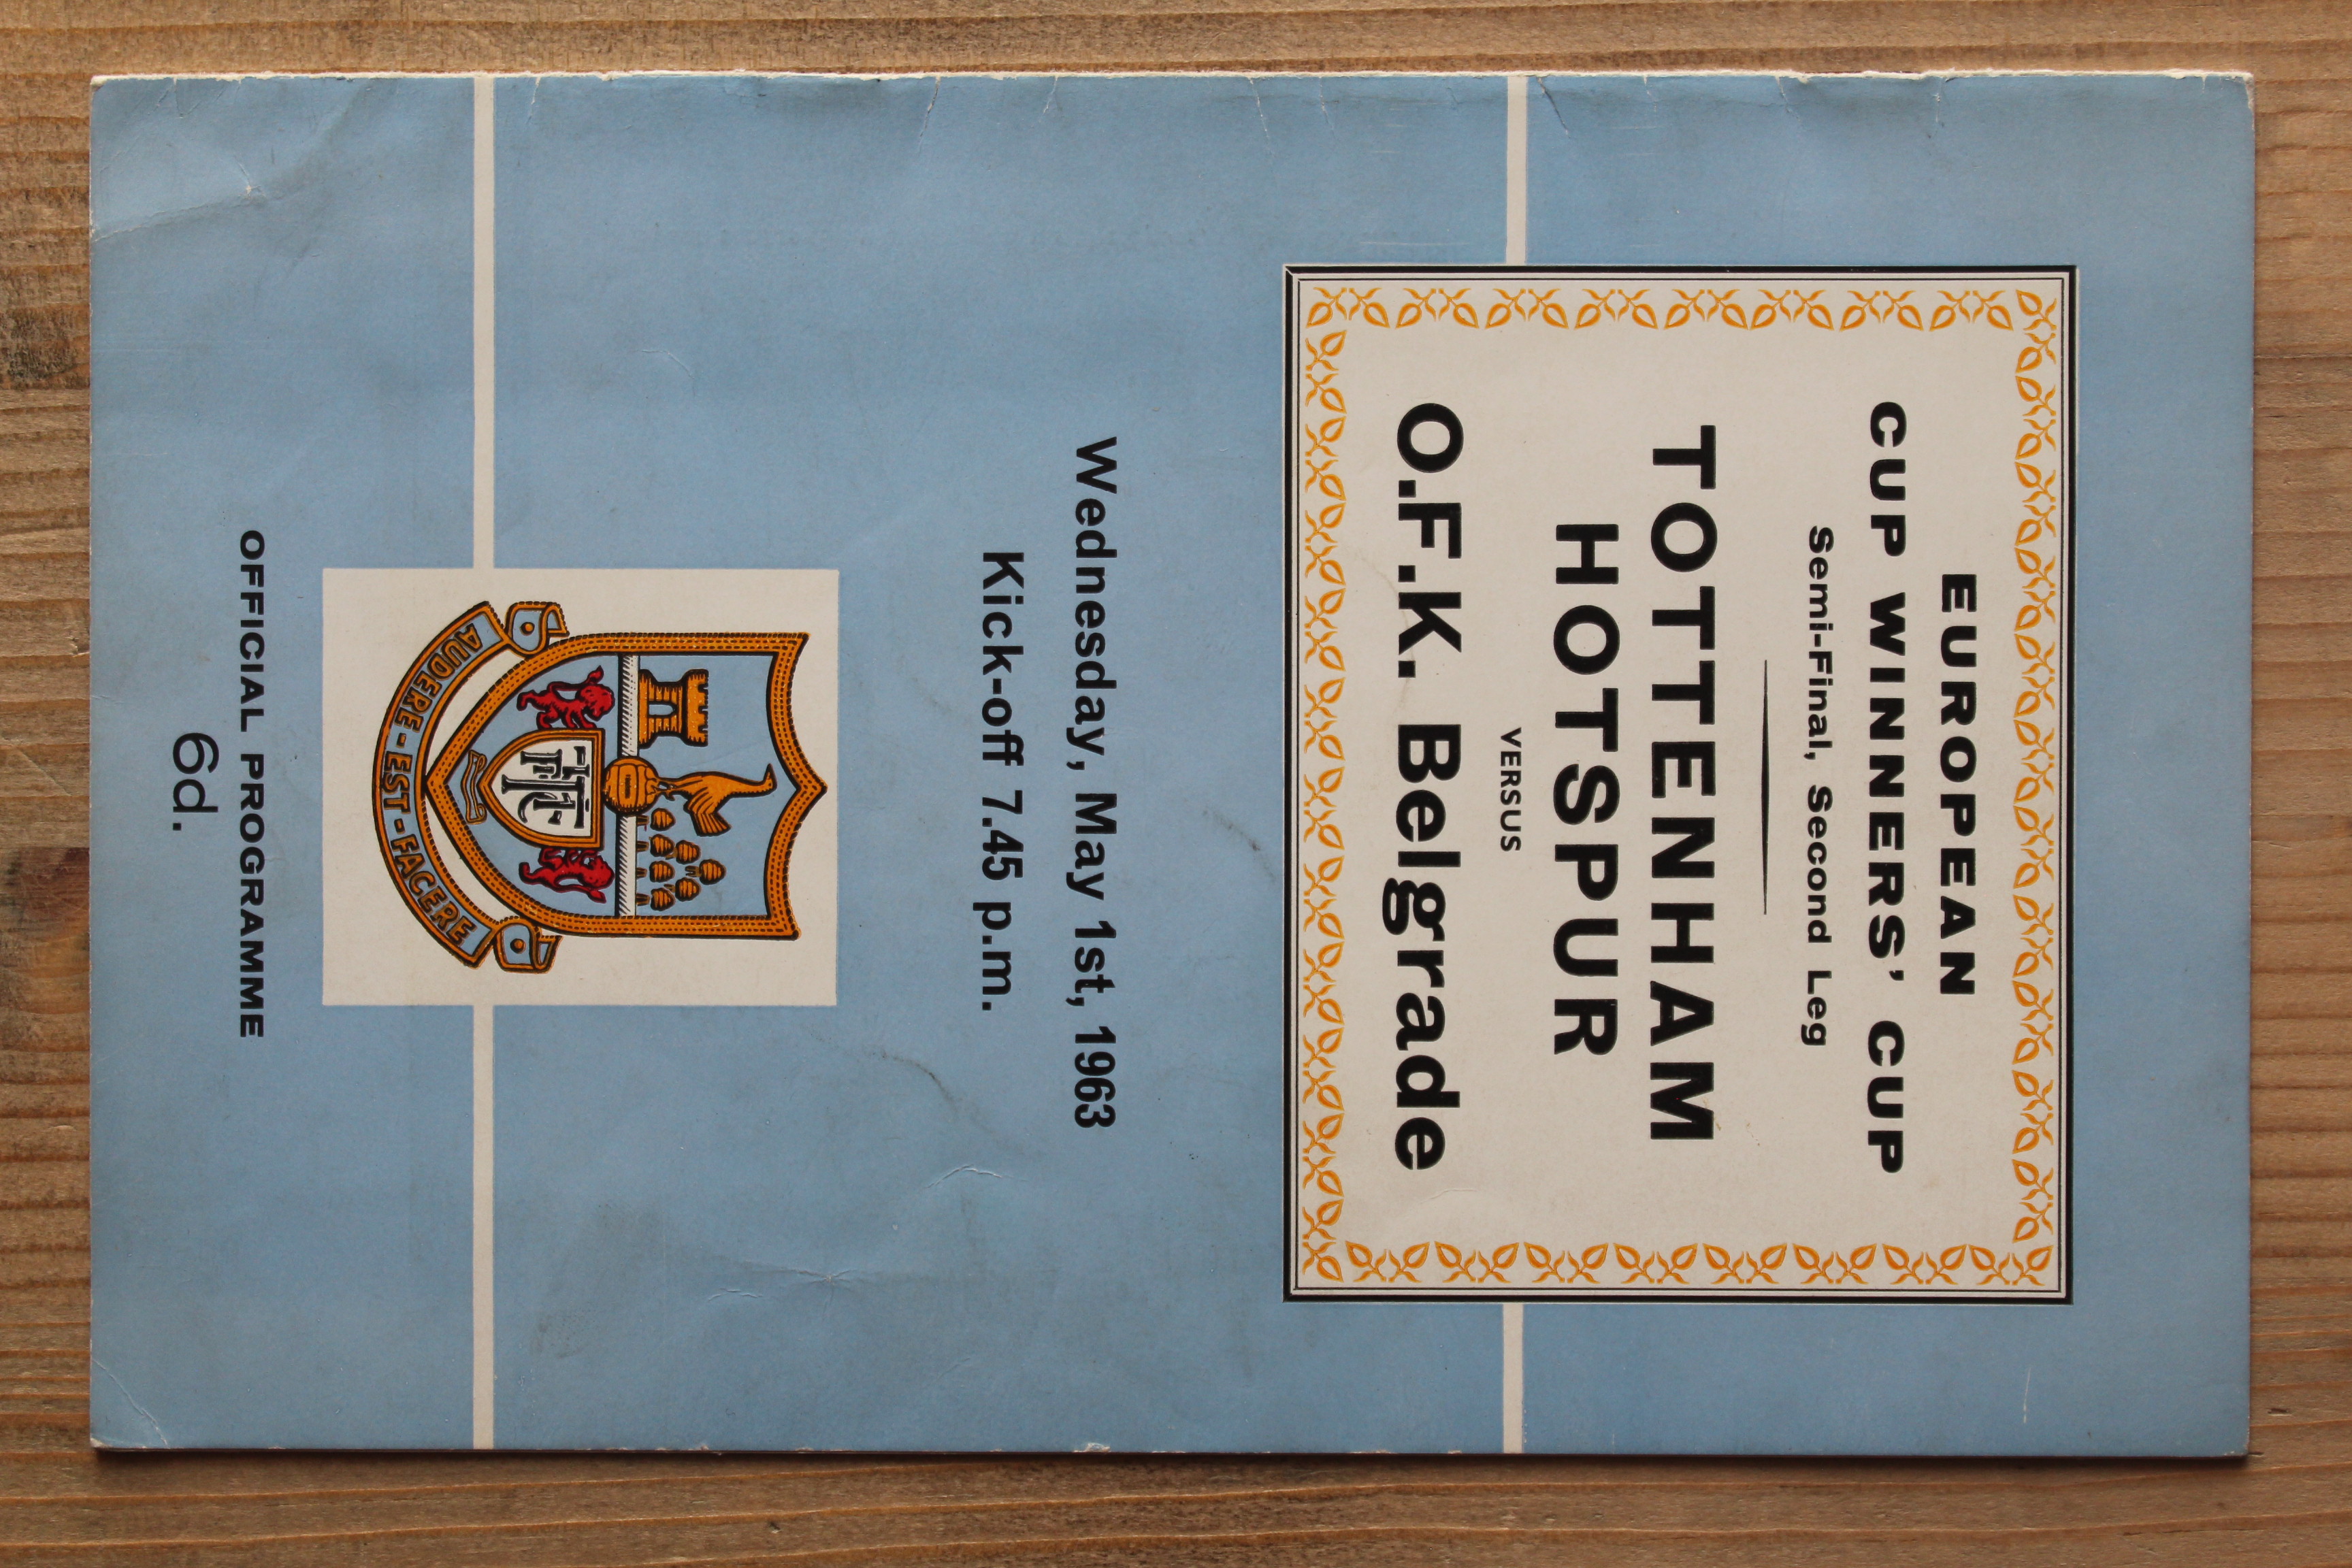 EUROPEAN
CUP WINNERS' CUP
Semi-Final, Second Leg
TOTTENHAM
HOTSPUR
VERSUS
O.F.K. Belgrade
Wednesday, May 1st, 1963
Kick-off 7.45 p.m.
AUDERE-EST-FACERE
OFFICIAL PROGRAMME
6d.